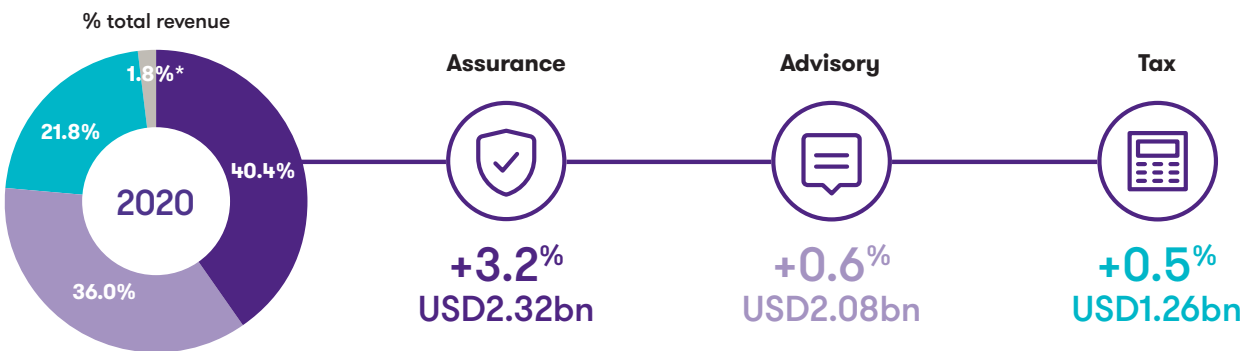 % total revenue
1.8%*
21.8%
40.4%
2020
36.0%
Assurance
+3.2%
USD2.32bn
Advisory
+0.6%
USD2.08bn
Tax
+0.5%
USD1.26bn